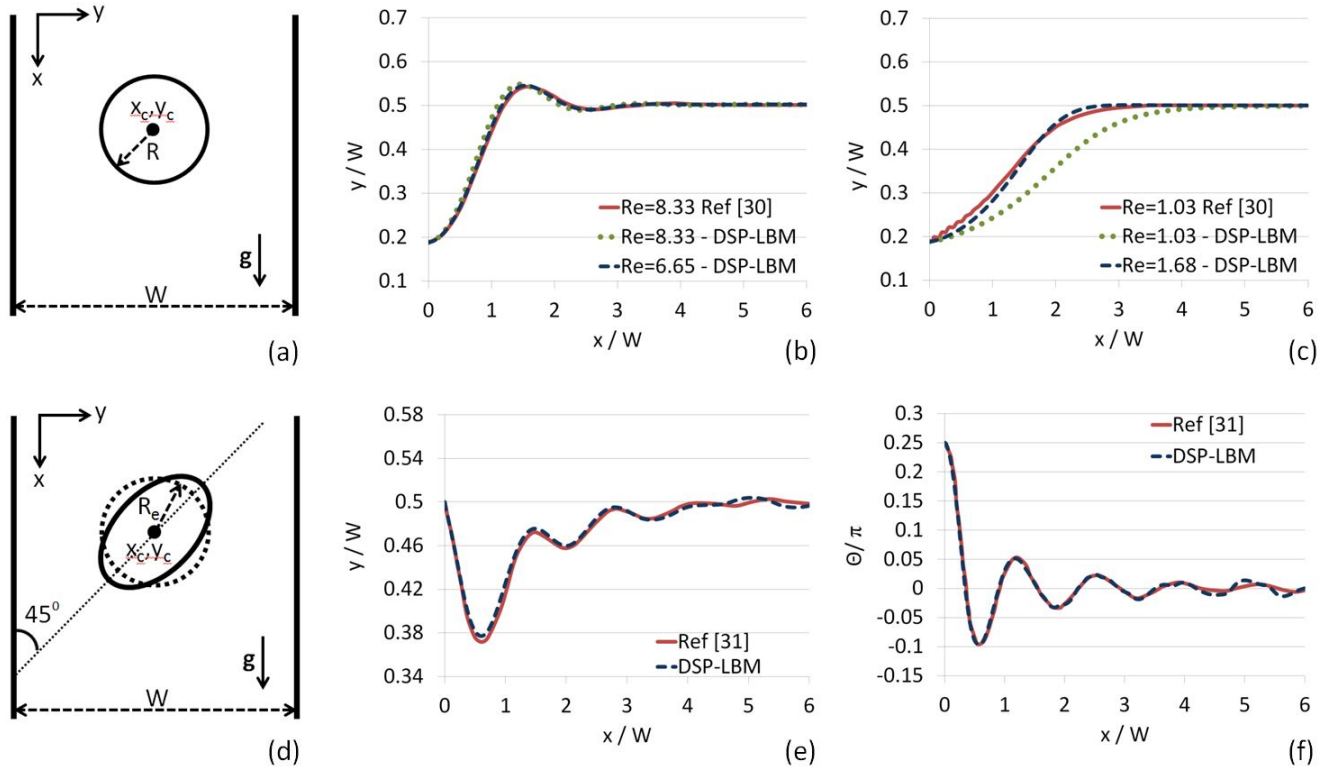 y
x
x_c,y_c
R
g
W
(a)
0.7
0.6
0.5
0.4
0.3
0.2
0.1
y / W
Re=8.33 Ref [30]
Re=8.33 - DSP-LBM
Re=6.65 - DSP-LBM
0 1 2 3 4 5 6
x / W
(b)
0.7
0.6
0.5
0.4
0.3
0.2
0.1
y / W
Re=1.03 Ref [30]
Re=1.03 - DSP-LBM
Re=1.68 - DSP-LBM
0 1 2 3 4 5 6
x / W
(c)
y
x
R_e
x_c,y_c
45⁰
g
W
(d)
0.58
0.54
0.5
0.46
0.42
0.38
0.34
y / W
Ref [31]
DSP-LBM
0 1 2 3 4 5 6
x / W
(e)
0.3
0.25
0.2
0.15
0.1
0.05
0
-0.05
-0.1
-0.15
Θ/ π
Ref [31]
DSP-LBM
0 1 2 3 4 5 6
x / W
(f)